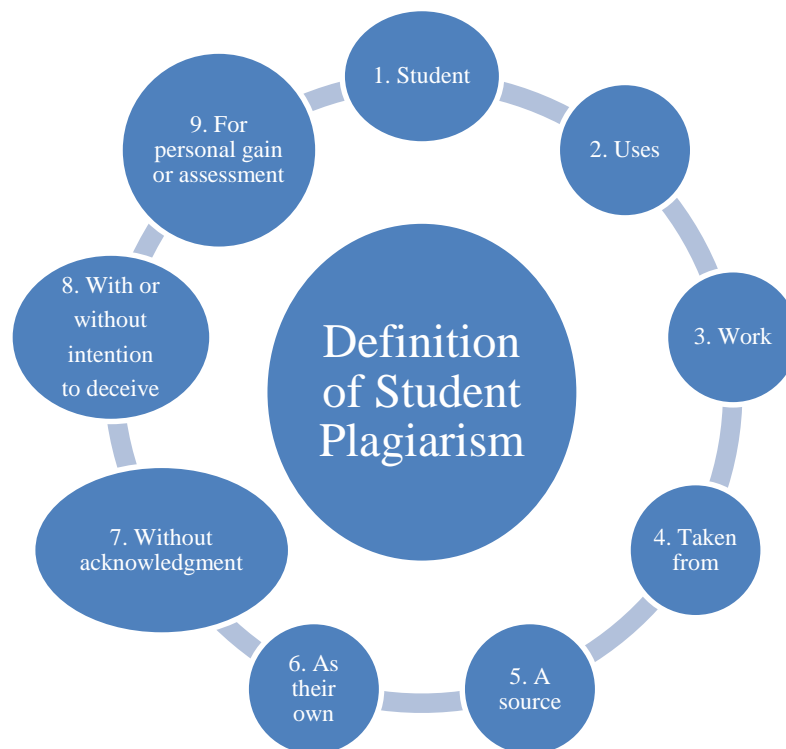 1. Student
2. Uses
3. Work
4. Taken
from
5. A
source
6. As
their
own
7. Without
acknowledgment
8. With or
without
intention
to deceive
9. For
personal gain
or assessment
Definition
of Student
Plagiarism